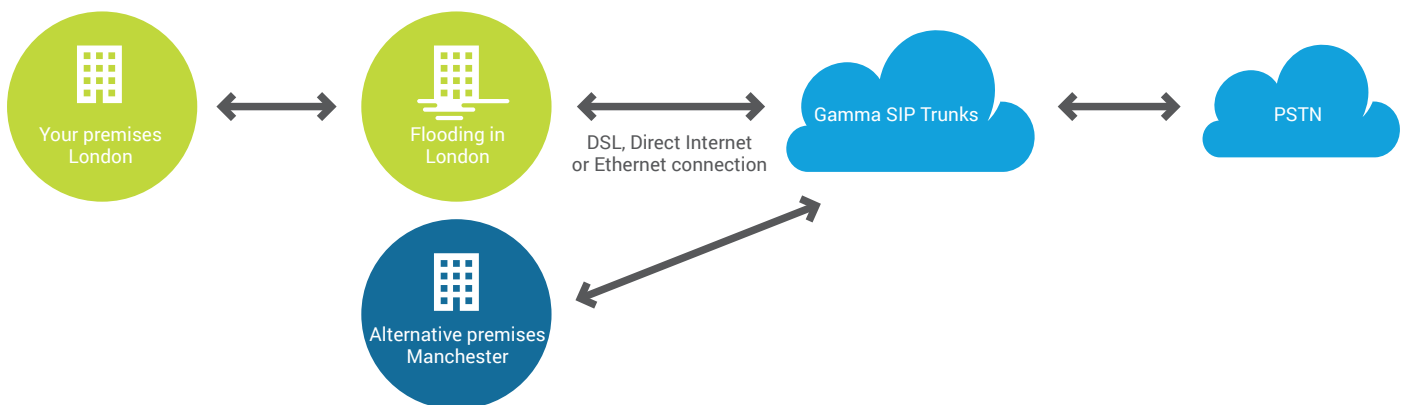 Your premises
London
Flooding in
London
DSL, Direct Internet
or Ethernet connection
Gamma SIP Trunks
PSTN
Alternative premises
Manchester